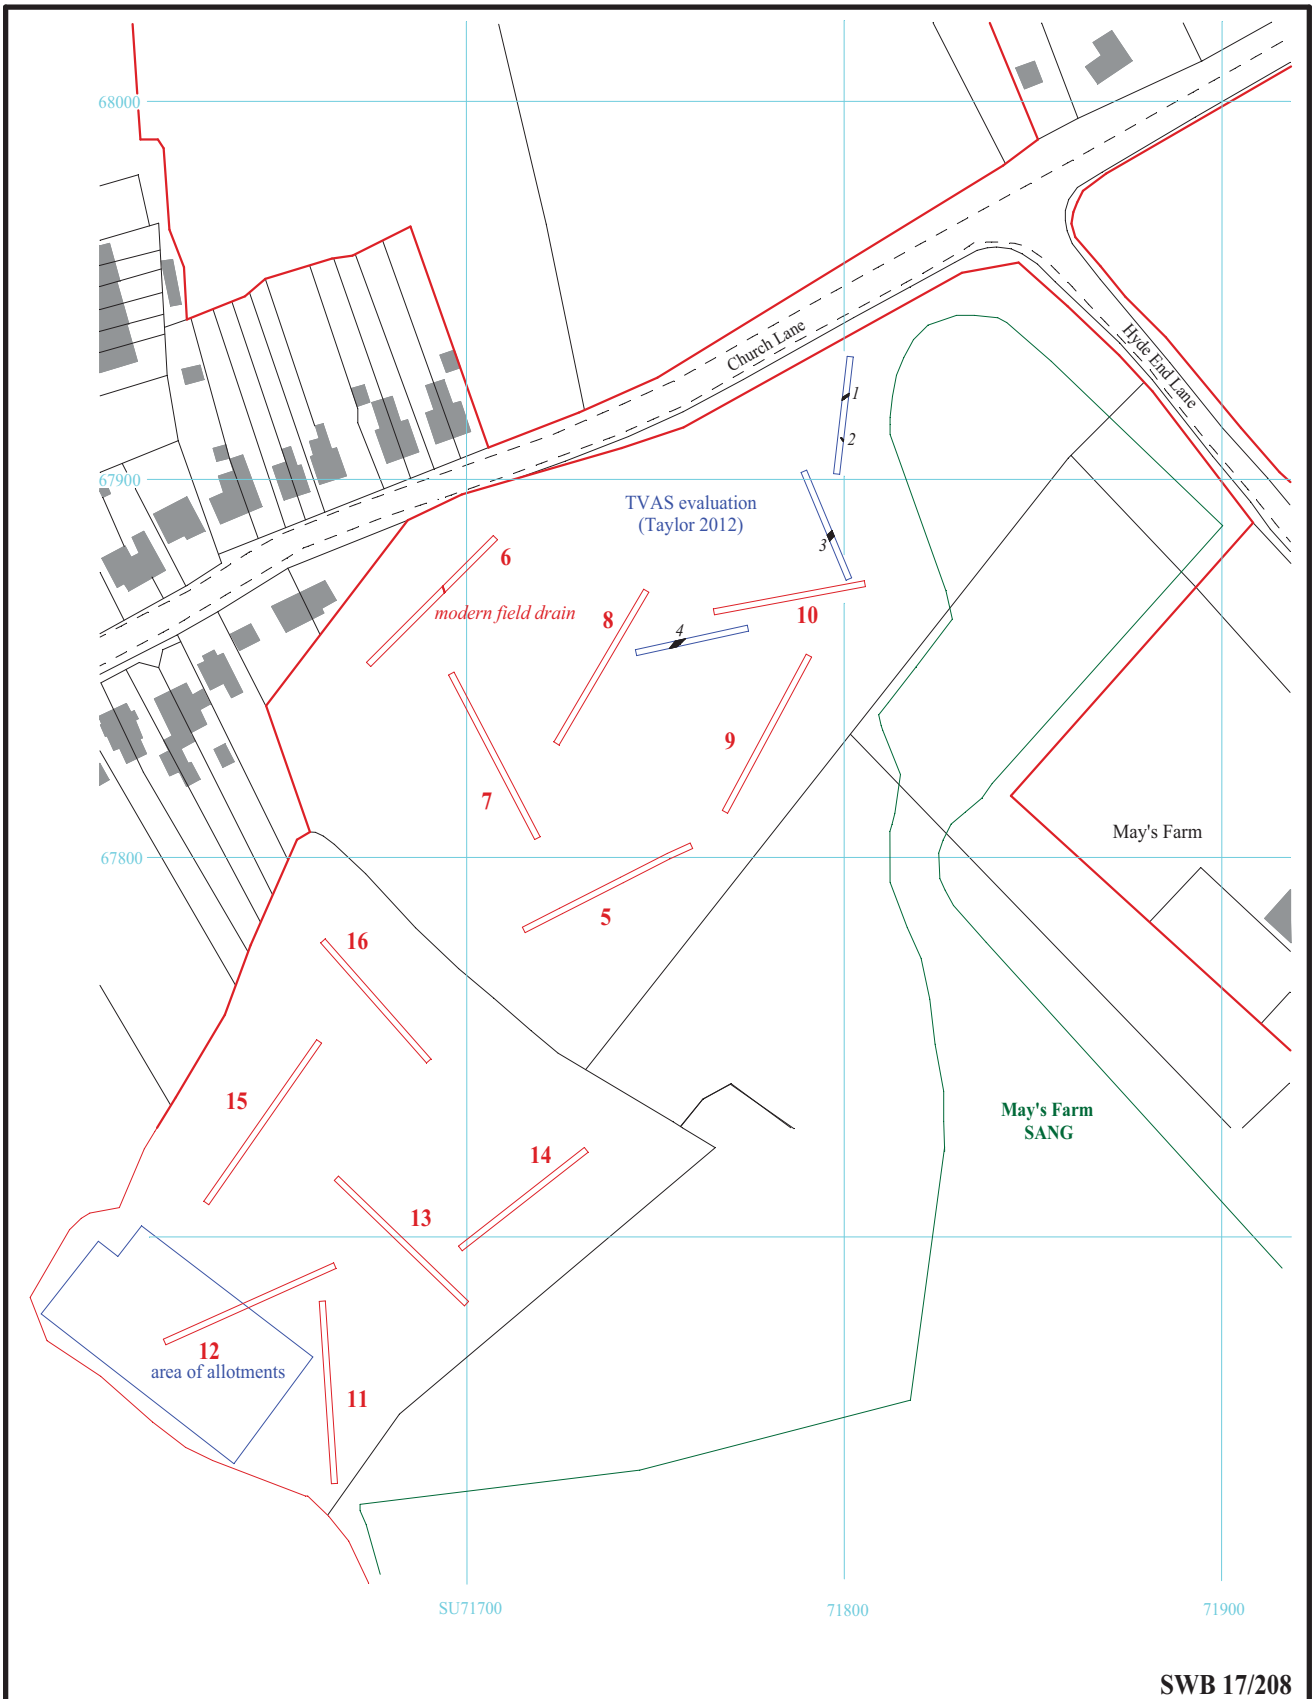 68000
Church Lane
Hyde End Lane
1
2
67900
TVAS evaluation
(Taylor 2012)
3
6
modern field drain
8
10
4
9
7
May's Farm
67800
5
16
15
May's Farm
SANG
14
13
12
area of allotments
11
SU71700
71800
71900
SWB 17/208